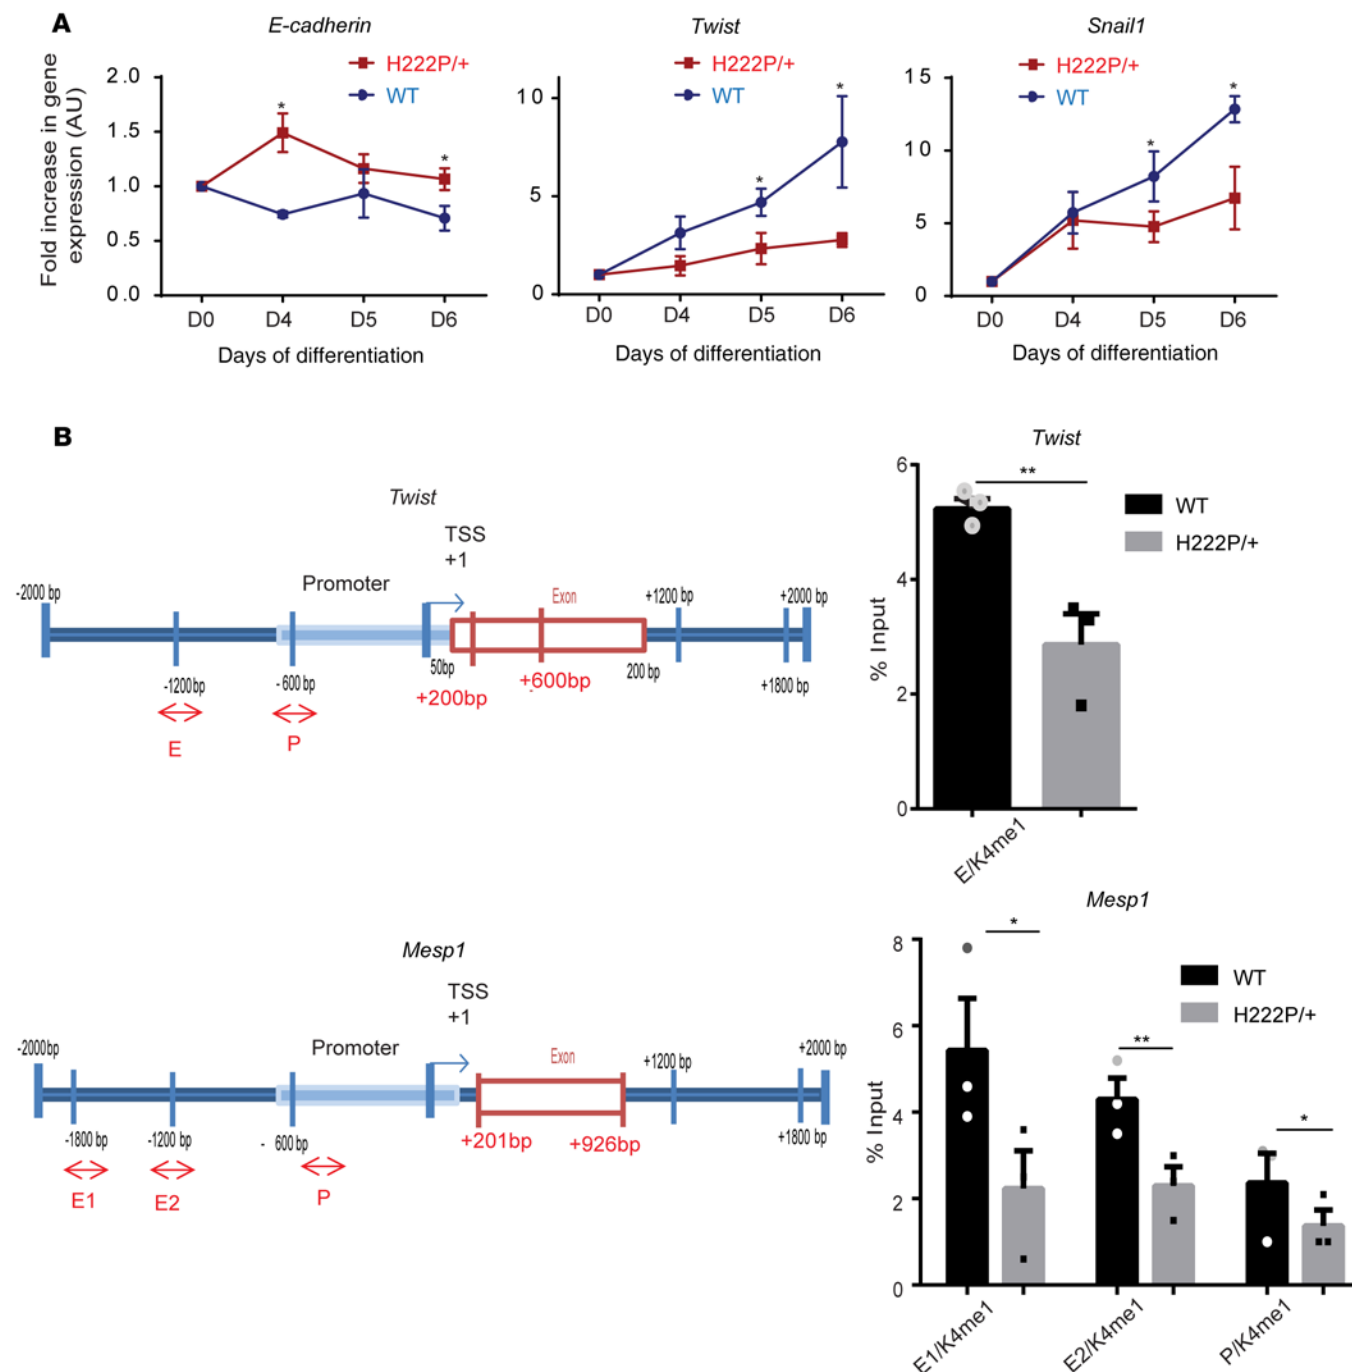 A
E-cadherin
Twist
Snail1
H222P/+
WT
H222P/+
WT
H222P/+
WT
Fold increase in gene
expression (AU)
2.0
1.5
1.0
0.5
0.0
D0 D4 D5 D6
Days of differentiation
10
5
0
D0 D4 D5 D6
Days of differentiation
15
10
5
0
D0 D4 D5 D6
Days of differentiation
B
Twist
TSS
+1
Promoter
Exon
-2000 bp
+1200 bp
+2000 bp
-1200bp
- 600bp
50bp
200 bp
+1800bp
+200bp
+600bp
E
P
Twist
**
WT
H222P/+
% Input
6
4
2
0
E/K4me1
Mesp1
TSS
+1
Promoter
Exon
-2000bp
+1200 bp
+2000 bp
-1800 bp
-1200 bp
- 600 bp
+201bp
+926bp
+1800 bp
E1
E2
P
Mesp1
*
**
*
WT
H222P/+
% Input
8
6
4
2
0
E1/K4me1
E2/K4me1
P/K4me1